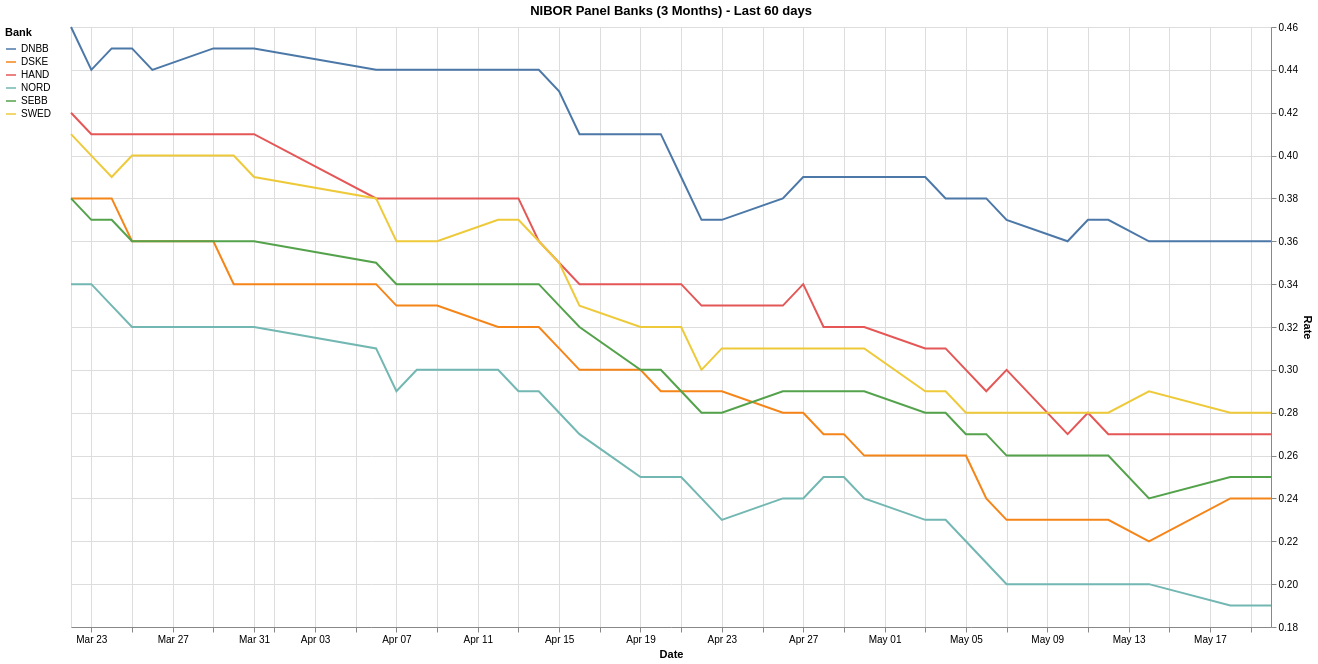 NIBOR Panel Banks (3 Months) - Last 60 days
Bank
DNBB
DSKE
HAND
NORD
SEBB
SWED
0.46
0.44
0.42
0.40
0.38
0.36
0.34
0.32
0.30
0.28
0.26
0.24
0.22
0.20
0.18
Rate
Mar 23 Mar 27 Mar 31 Apr 03 Apr 07 Apr 11 Apr 15 Apr 19 Apr 23 Apr 27 May 01 May 05 May 09 May 13 May 17
Date